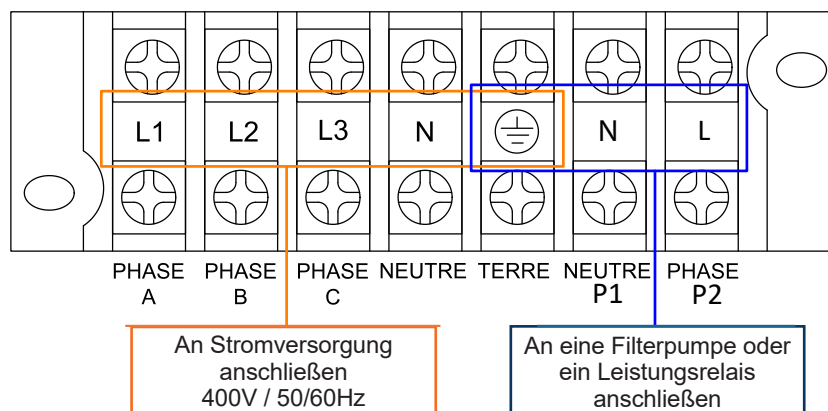 L1 L2 L3 N N L
PHASE A PHASE B PHASE C NEUTRE TERRE NEUTRE P1 PHASE P2
An Stromversorgung
anschließen
400V / 50/60Hz
An eine Filterpumpe oder
ein Leistungsrelais
anschließen